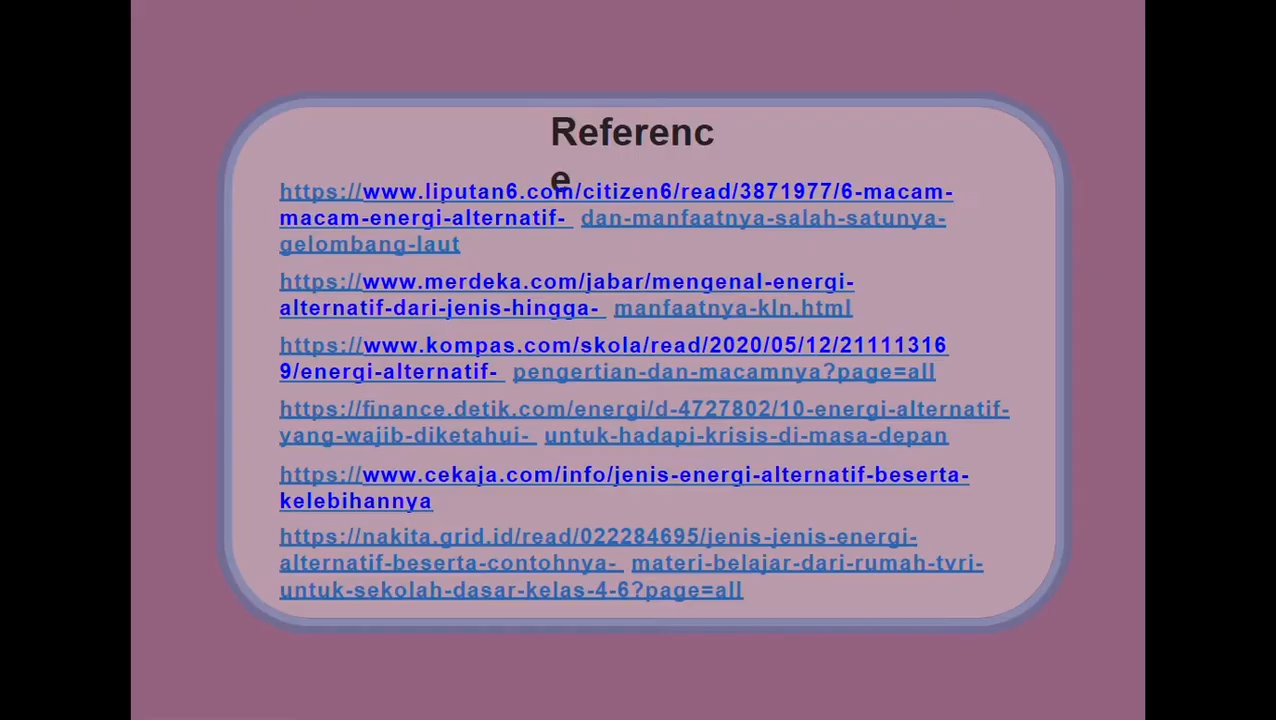 Referenc
e
https://www.liputan6.com/citizen6/read/3871977/6-macam-
macam-energi-alternatif- dan-manfaatnya-salah-satunya-
gelombang-laut
https://www.merdeka.com/jabar/mengenal-energi-
alternatif-dari-jenis-hingga- manfaatnya-kln.html
https://www.kompas.com/skola/read/2020/05/12/21111316
9/energi-alternatif- pengertian-dan-macamnya?page=all
https://finance.detik.com/energi/d-4727802/10-energi-alternatif-
yang-wajib-diketahui- untuk-hadapi-krisis-di-masa-depan
https://www.cekaja.com/info/jenis-energi-alternatif-beserta-
kelebihannya
https://nakita.grid.id/read/022284695/jenis-jenis-energi-
alternatif-beserta-contohnya- materi-belajar-dari-rumah-tvri-
untuk-sekolah-dasar-kelas-4-6?page=all